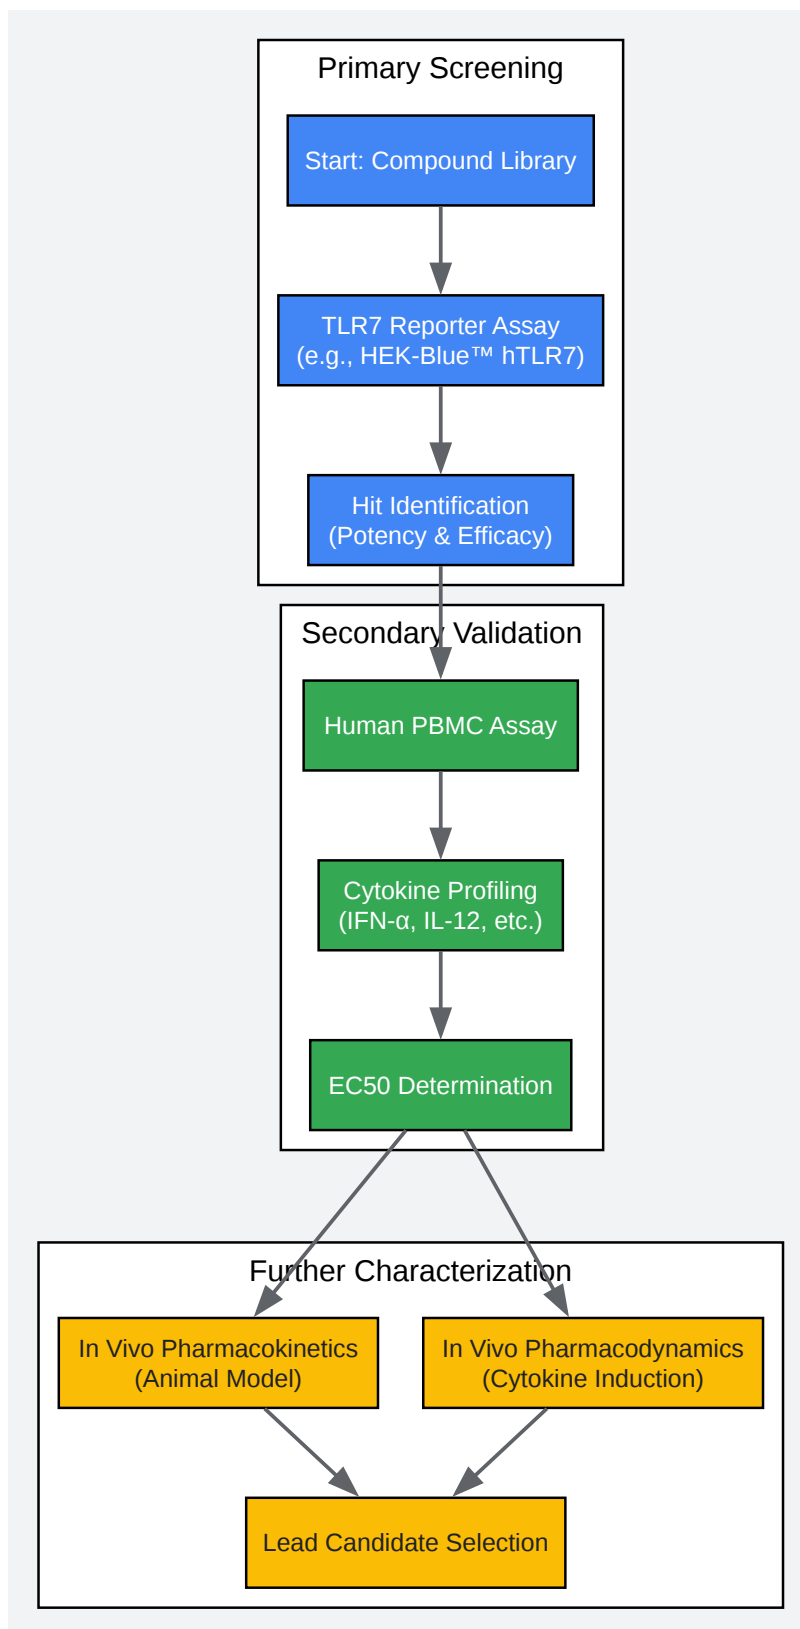 Primary Screening
Start: Compound Library
TLR7 Reporter Assay
(e.g., HEK-Blue™ hTLR7)
Hit Identification
(Potency & Efficacy)
Secondary Validation
Human PBMC Assay
Cytokine Profiling
(IFN-α, IL-12, etc.)
EC50 Determination
Further Characterization
In Vivo Pharmacokinetics
(Animal Model)
In Vivo Pharmacodynamics
(Cytokine Induction)
Lead Candidate Selection